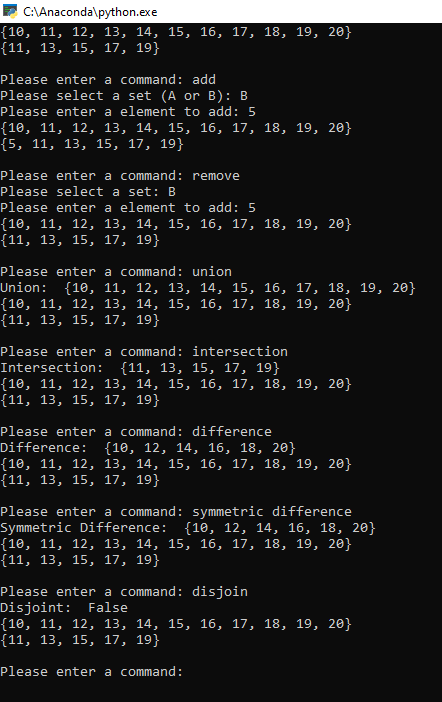 C:\Anaconda\python.exe
{10, 11, 12, 13, 14, 15, 16, 17, 18, 19, 20}
{11, 13, 15, 17, 19}
Please enter a command: add
Please select a set (A or B): B
Please enter a element to add: 5
{10, 11, 12, 13, 14, 15, 16, 17, 18, 19, 20}
{5, 11, 13, 15, 17, 19}
Please enter a command: remove
Please select a set: B
Please enter a element to add: 5
{10, 11, 12, 13, 14, 15, 16, 17, 18, 19, 20}
{11, 13, 15, 17, 19}
Please enter a command: union
Union:  {10, 11, 12, 13, 14, 15, 16, 17, 18, 19, 20}
{10, 11, 12, 13, 14, 15, 16, 17, 18, 19, 20}
{11, 13, 15, 17, 19}
Please enter a command: intersection
Intersection:  {11, 13, 15, 17, 19}
{10, 11, 12, 13, 14, 15, 16, 17, 18, 19, 20}
{11, 13, 15, 17, 19}
Please enter a command: difference
Difference:  {10, 12, 14, 16, 18, 20}
{10, 11, 12, 13, 14, 15, 16, 17, 18, 19, 20}
{11, 13, 15, 17, 19}
Please enter a command: symmetric difference
Symmetric Difference:  {10, 12, 14, 16, 18, 20}
{10, 11, 12, 13, 14, 15, 16, 17, 18, 19, 20}
{11, 13, 15, 17, 19}
Please enter a command: disjoin
Disjoint:  False
{10, 11, 12, 13, 14, 15, 16, 17, 18, 19, 20}
{11, 13, 15, 17, 19}
Please enter a command: